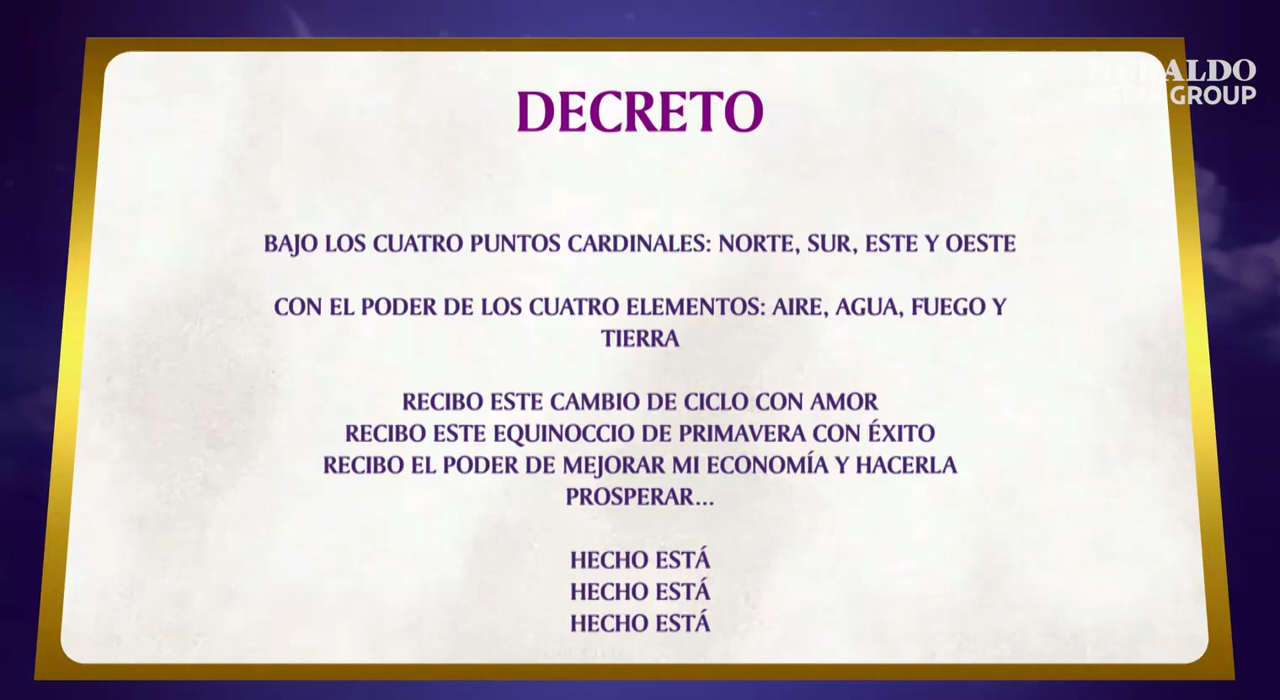 HERALDO
MEDIA GROUP
DECRETO
BAJO LOS CUATRO PUNTOS CARDINALES: NORTE, SUR, ESTE Y OESTE
CON EL PODER DE LOS CUATRO ELEMENTOS: AIRE, AGUA, FUEGO Y
TIERRA
RECIBO ESTE CAMBIO DE CICLO CON AMOR
RECIBO ESTE EQUINOCCIO DE PRIMAVERA CON ÉXITO
RECIBO EL PODER DE MEJORAR MI ECONOMÍA Y HACERLA
PROSPERAR...
HECHO ESTÁ
HECHO ESTÁ
HECHO ESTÁ